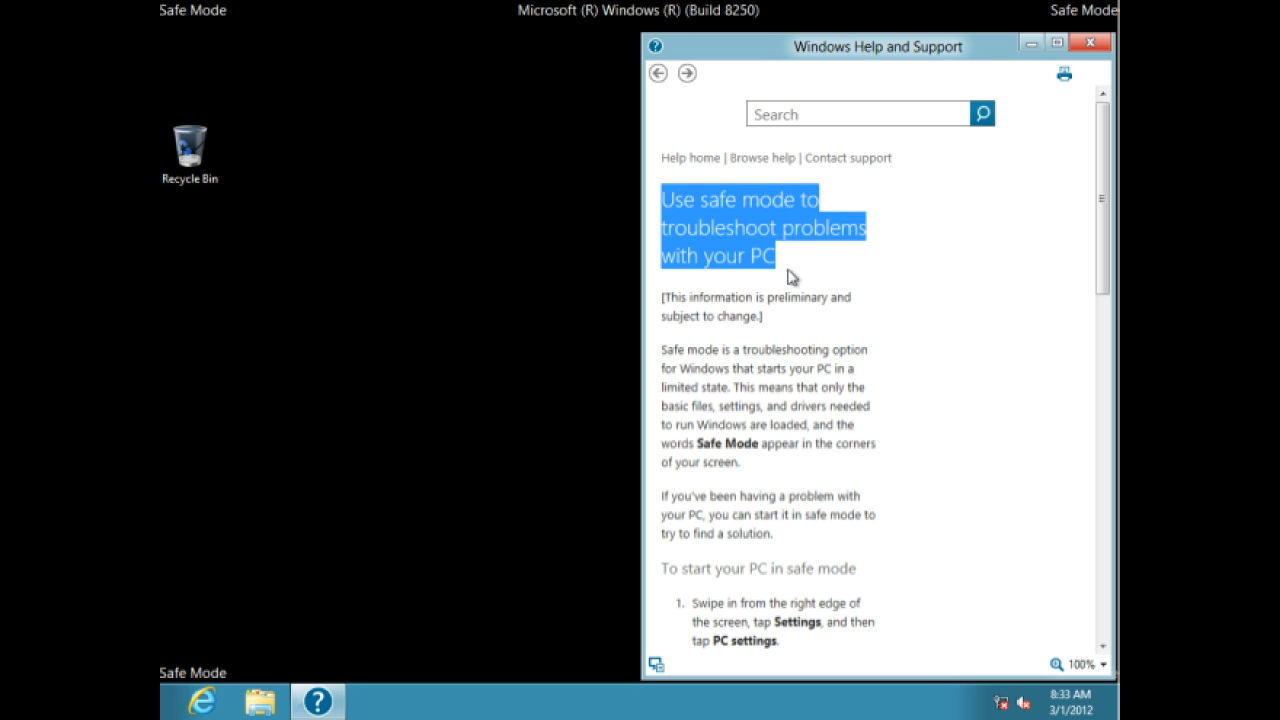 Safe Mode
Microsoft (R) Windows (R) (Build 8250)
Safe Mode
Windows Help and Support
Search
Recycle Bin
Help home | Browse help | Contact support
Use safe mode to
troubleshoot problems
with your PC
[This information is preliminary and
subject to change.]
Safe mode is a troubleshooting option
for Windows that starts your PC in a
limited state. This means that only the
basic files, settings, and drivers needed
to run Windows are loaded, and the
words Safe Mode appear in the corners
of your screen.
If you've been having a problem with
your PC, you can start it in safe mode to
try to find a solution.
To start your PC in safe mode
1. Swipe in from the right edge of
the screen, tap Settings, and then
tap PC settings.
100%
Safe Mode
8:33 AM
3/1/2012